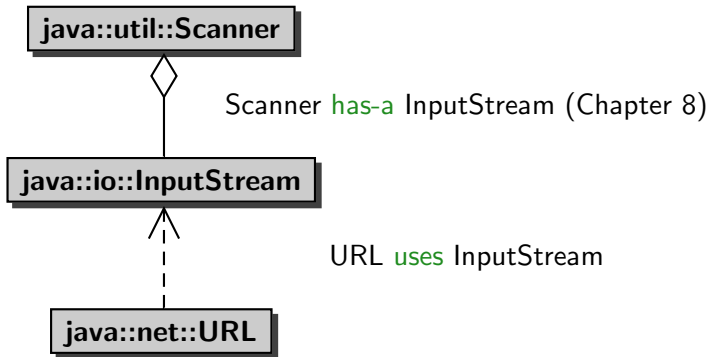 java::util::Scanner
Scanner has-a InputStream (Chapter 8)
java::io::InputStream
URL uses InputStream
java::net::URL